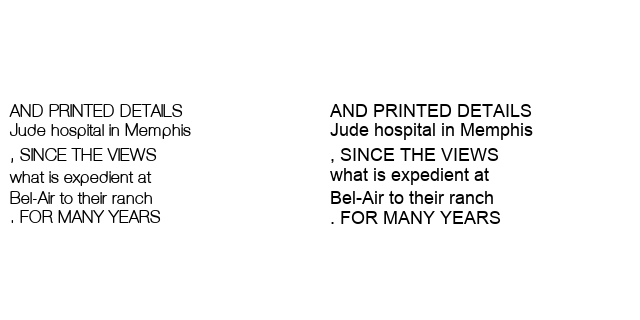 AND PRINTED DETAILS
Jude hospital in Memphis
, SINCE THE VIEWS
what is expedient at
Bel-Air to their ranch
. FOR MANY YEARS
AND PRINTED DETAILS
Jude hospital in Memphis
, SINCE THE VIEWS
what is expedient at
Bel-Air to their ranch
. FOR MANY YEARS